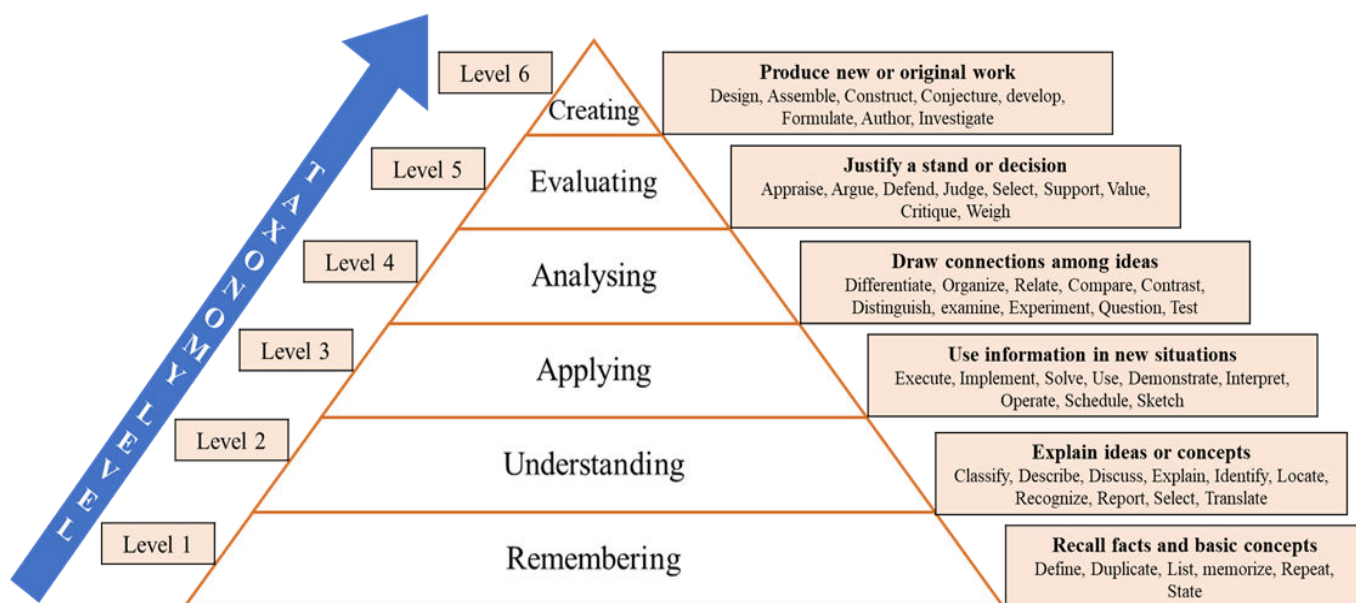 Level 6
Creating
Produce new or original work
Design, Assemble, Construct, Conjecture, develop,
Formulate, Author, Investigate
Level 5
Evaluating
Justify a stand or decision
Appraise, Argue, Defend, Judge, Select, Support, Value,
Critique, Weigh
Level 4
Analysing
Draw connections among ideas
Differentiate, Organize, Relate, Compare, Contrast,
Distinguish, examine, Experiment, Question, Test
Level 3
Applying
Use information in new situations
Execute, Implement, Solve, Use, Demonstrate, Interpret,
Operate, Schedule, Sketch
Level 2
Understanding
Explain ideas or concepts
Classify, Describe, Discuss, Explain, Identify, Locate,
Recognize, Report, Select, Translate
Level 1
Remembering
Recall facts and basic concepts
Define, Duplicate, List, memorize, Repeat,
State
TAXONOMY LEVEL